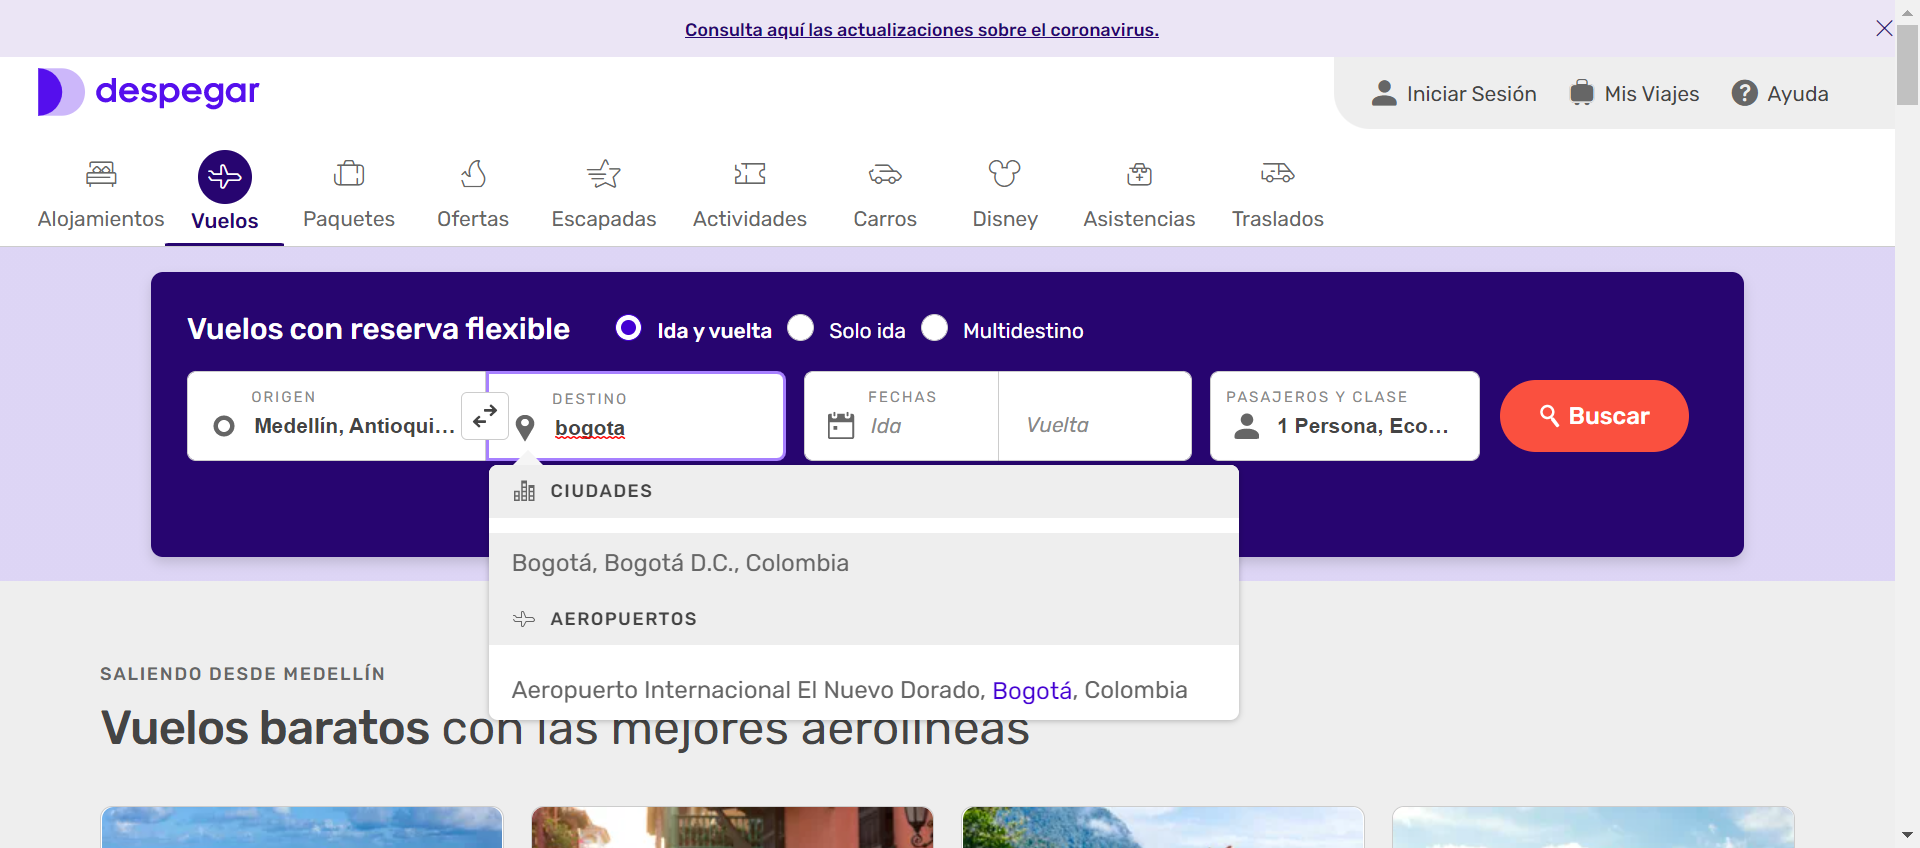 Consulta aquí las actualizaciones sobre el coronavirus.
despegar
Iniciar Sesión
Mis Viajes
Ayuda
Alojamientos
Vuelos
Paquetes
Ofertas
Escapadas
Actividades
Carros
Disney
Asistencias
Traslados
Vuelos con reserva flexible
Ida y vuelta
Solo ida
Multidestino
ORIGEN
Medellín, Antioqui...
DESTINO
bogota
FECHAS
Ida
Vuelta
PASAJEROS Y CLASE
1 Persona, Eco...
Buscar
CIUDADES
Bogotá, Bogotá D.C., Colombia
AEROPUERTOS
Aeropuerto Internacional El Nuevo Dorado, Bogotá, Colombia
SALIENDO DESDE MEDELLÍN
Vuelos baratos con las mejores aerolíneas